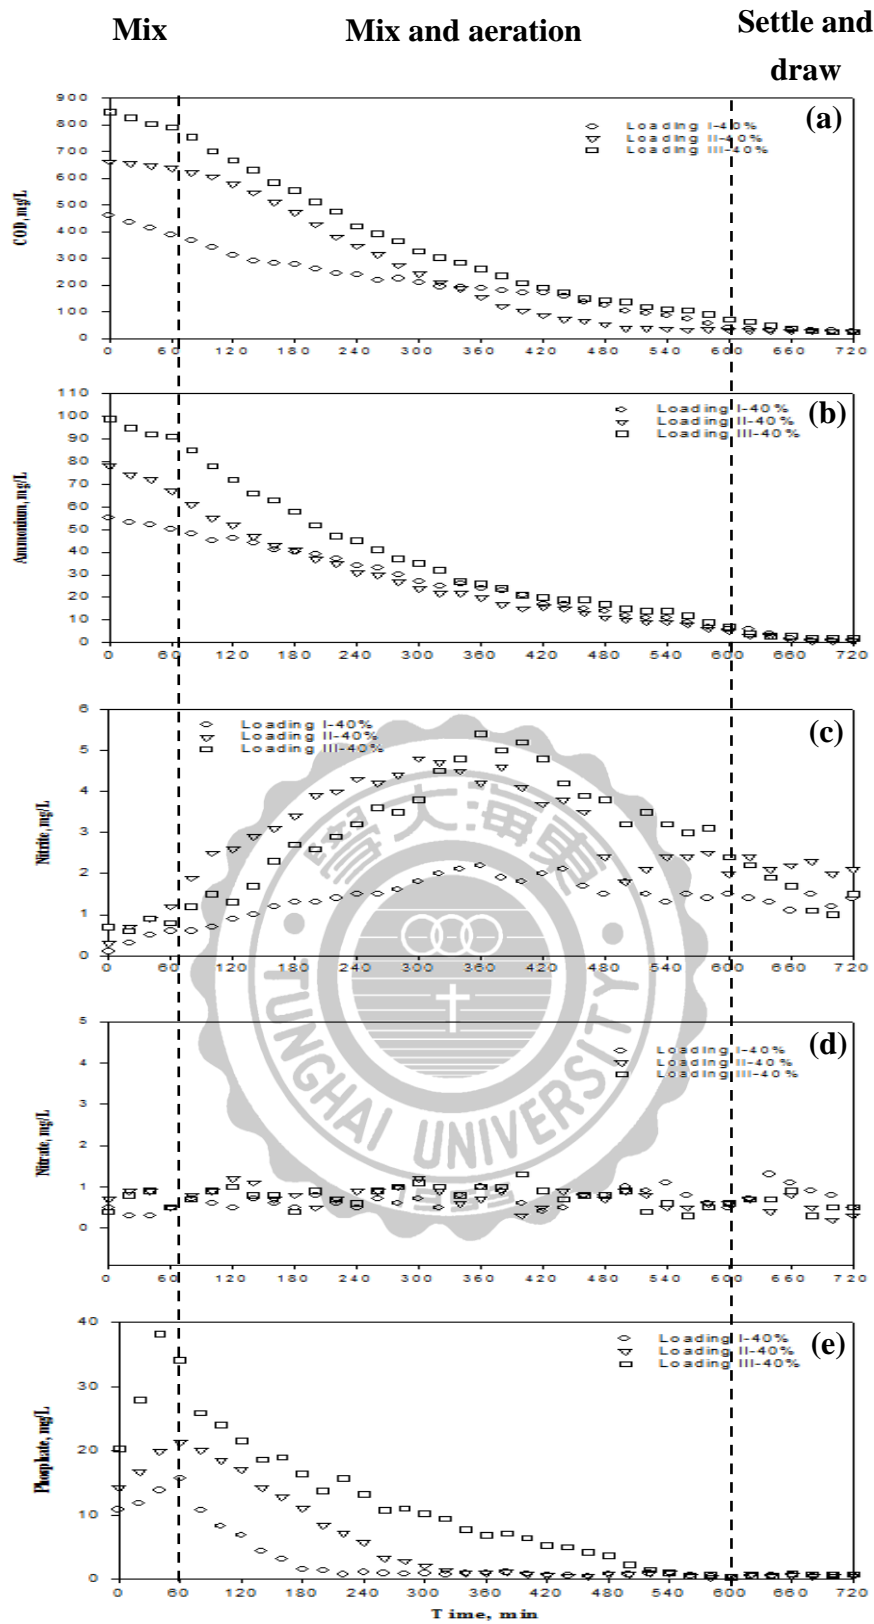 Mix
Mix and aeration
Settle and
draw
(a)
900
800
700
600
500
400
300
200
100
0
COD, mg/L
Loading I-40%
Loading II-40%
Loading III-40%
0 60 120 180 240 300 360 420 480 540 600 660 720
(b)
110
100
90
80
70
60
50
40
30
20
10
0
Ammonium, mg/L
Loading I-40%
Loading II-40%
Loading III-40%
0 60 120 180 240 300 360 420 480 540 600 660 720
(c)
6
5
4
3
2
1
0
Nitrite, mg/L
Loading I-40%
Loading II-40%
Loading III-40%
0 60 120 180 240 300 360 420 480 540 600 660 720
學大海東
TUNGHAI UNIVERSITY
1955
(d)
5
4
3
2
1
0
Nitrate, mg/L
Loading I-40%
Loading II-40%
Loading III-40%
0 60 120 180 240 300 360 420 480 540 600 660 720
(e)
40
30
20
10
0
Phosphate, mg/L
Loading I-40%
Loading II-40%
Loading III-40%
0 60 120 180 240 300 360 420 480 540 600 660 720
Time, min